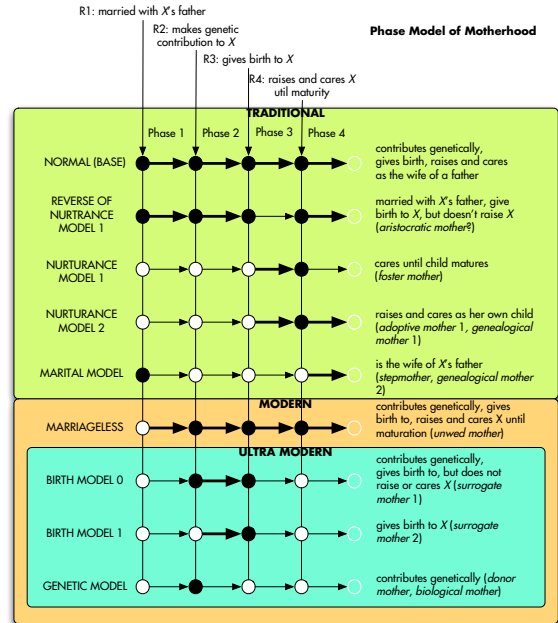 R1: married with X's father
R2: makes genetic
contribution to X
Phase Model of Motherhood
R3: gives birth to X
R4: raises and cares X
util maturity
TRADITIONAL
Phase 1 Phase 2 Phase 3 Phase 4
NORMAL (BASE)
contributes genetically,
gives birth, raises and cares
as the wife of a father
REVERSE OF
NURTRANCE
MODEL 1
married with X's father, give
birth to X, but doesn't raise X
(aristocratic mother?)
NURTURANCE
MODEL 1
cares until child matures
(foster mother)
NURTURANCE
MODEL 2
raises and cares as her own child
(adoptive mother 1, genealogical
mother 1)
MARITAL MODEL
is the wife of X's father
(stepmother, genealogical mother
2)
MODERN
MARRIAGELESS
contributes genetically, gives
birth to, raises and cares X until
maturation (unwed mother)
ULTRA MODERN
BIRTH MODEL 0
contributes genetically,
gives birth to, but does not
raise or cares X (surrogate
mother 1)
BIRTH MODEL 1
gives birth to X (surrogate
mother 2)
GENETIC MODEL
contributes genetically (donor
mother, biological mother)